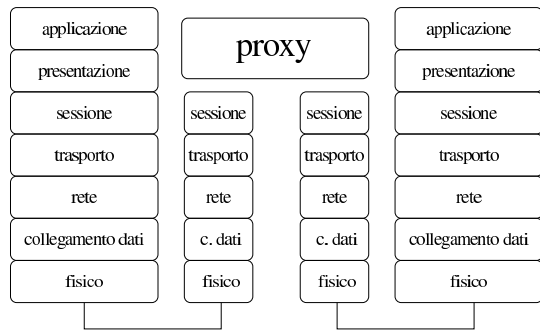 applicazione
presentazione
sessione
trasporto
rete
collegamento dati
fisico
proxy
sessione
trasporto
rete
c. dati
fisico
sessione
trasporto
rete
c. dati
fisico
applicazione
presentazione
sessione
trasporto
rete
collegamento dati
fisico